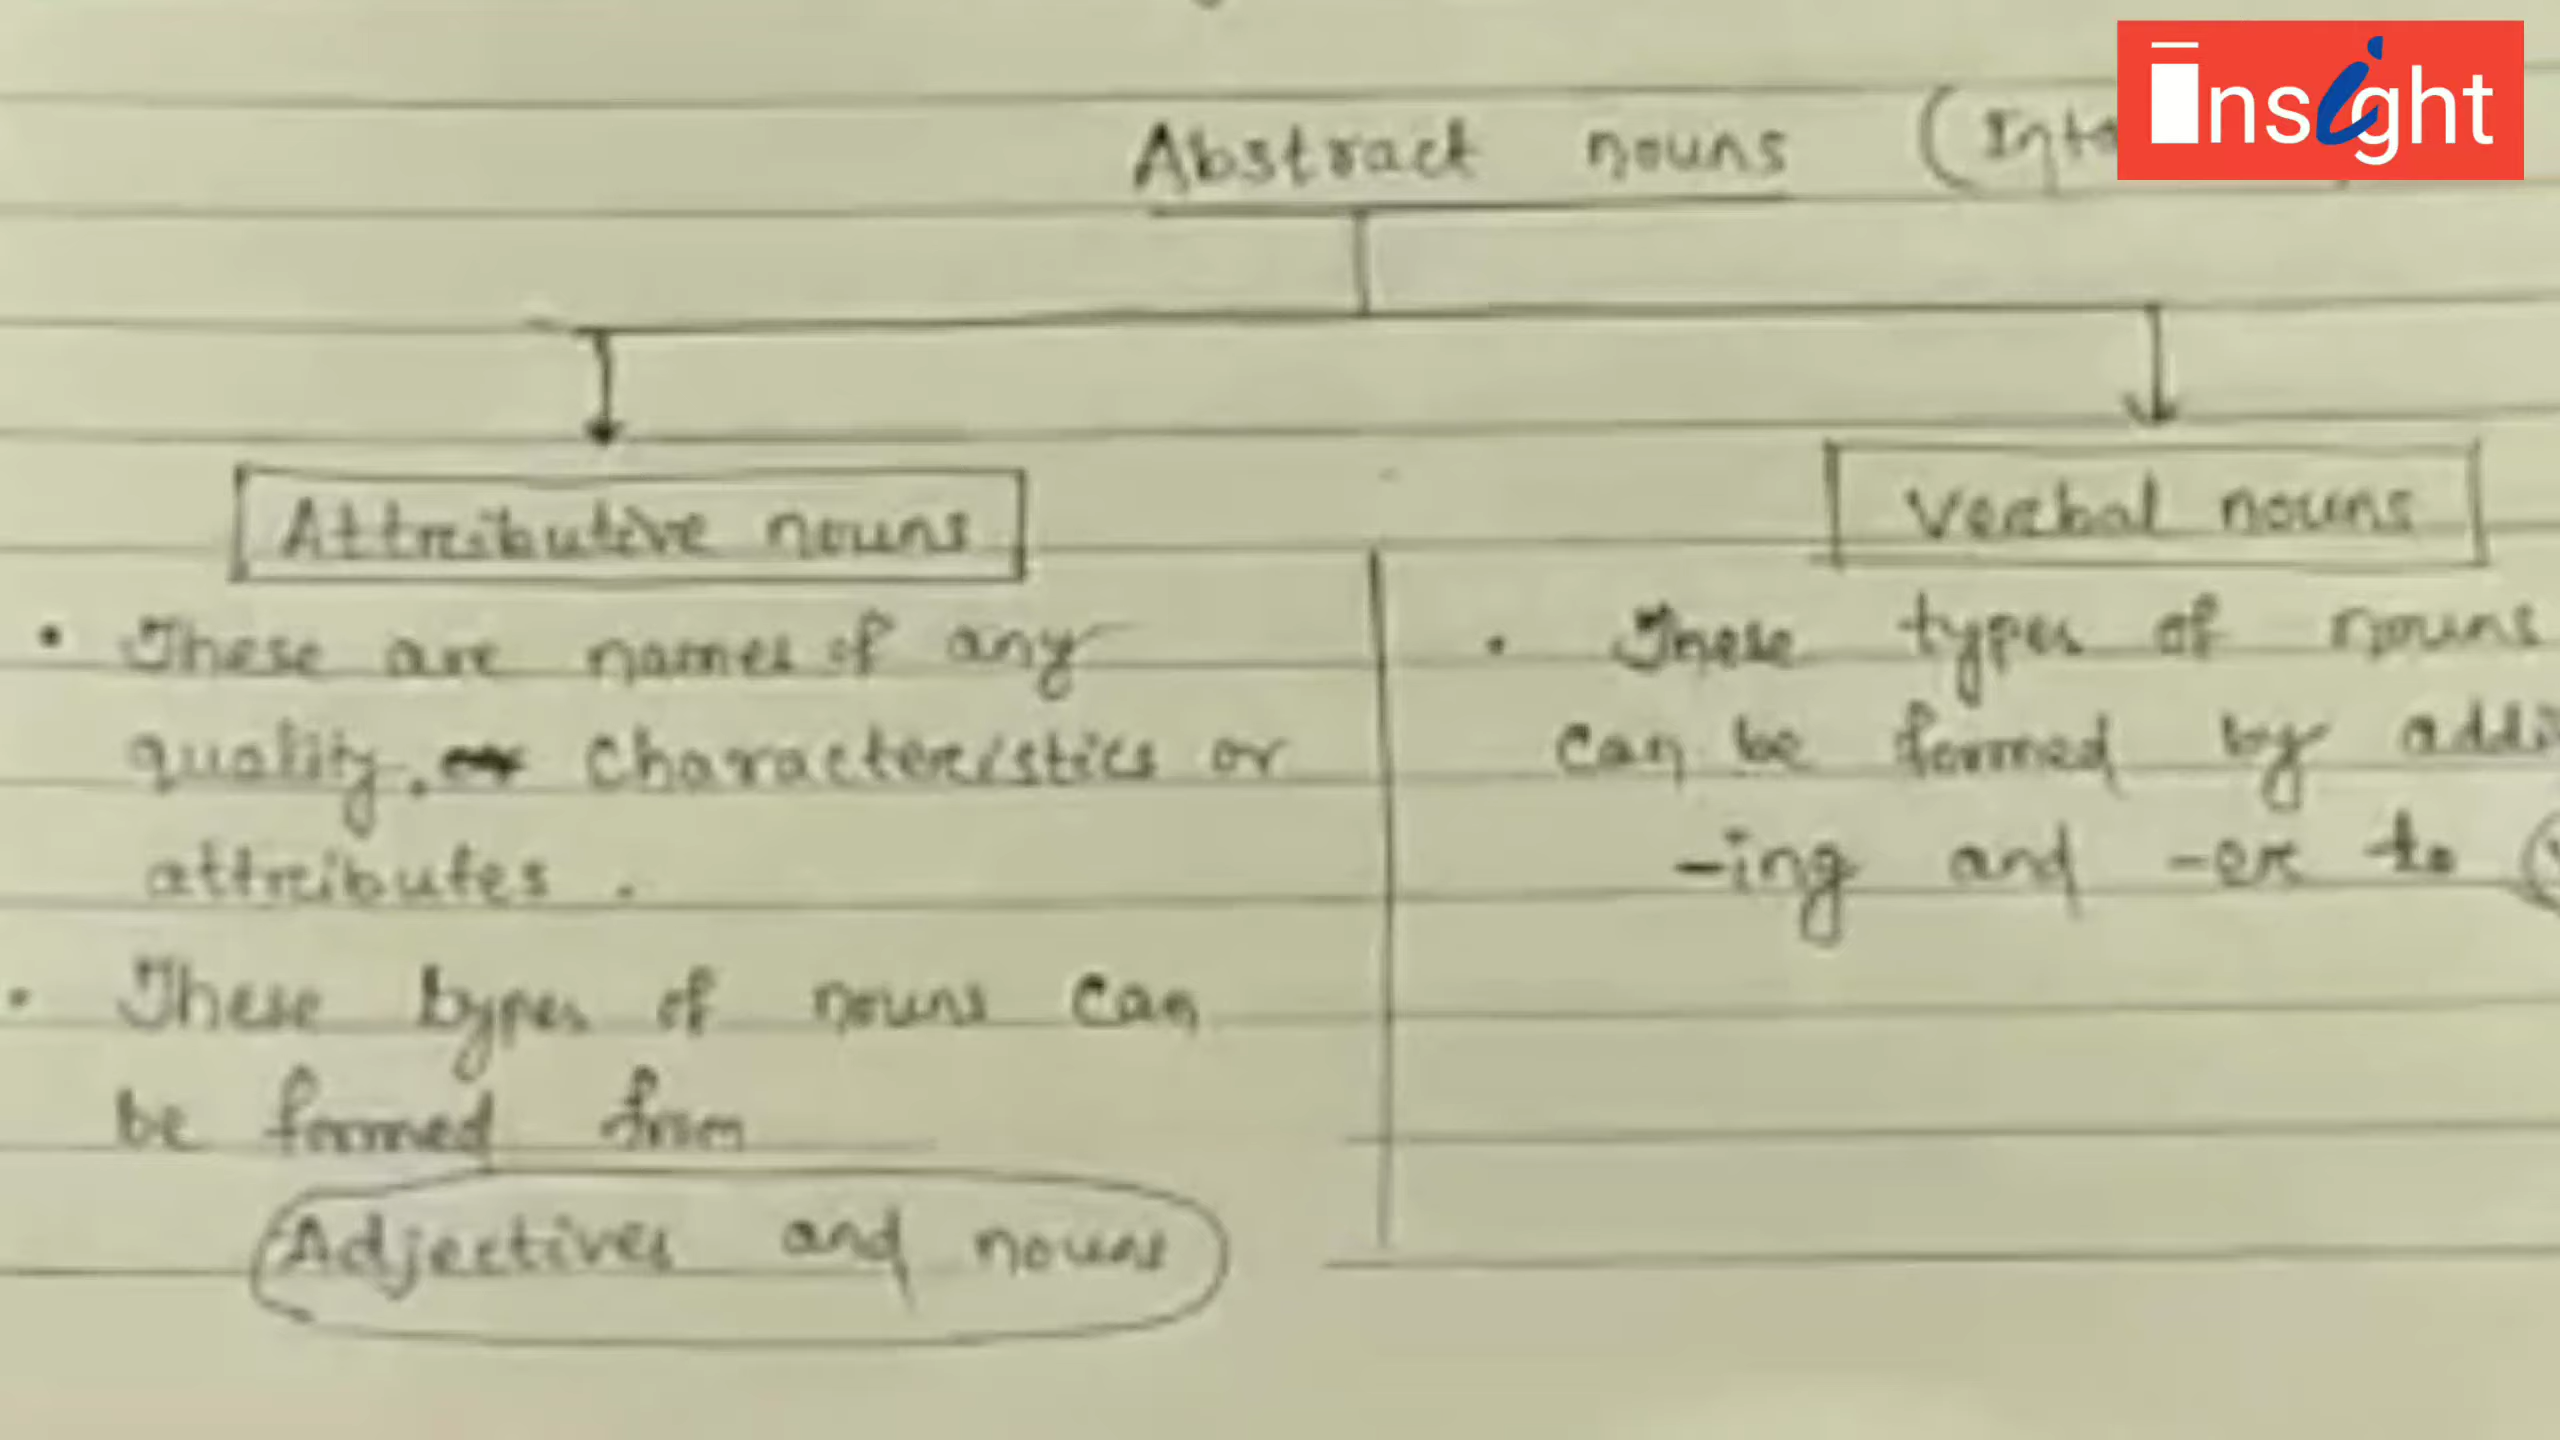 Insight
Abstract nouns
Attributive nouns
Verbal nouns
• These are names of any
quality, characteristics or
attributes.
• These types of nouns can
be formed from
Adjectives and nouns
• These types of nouns
can be formed by
-ing and -er to